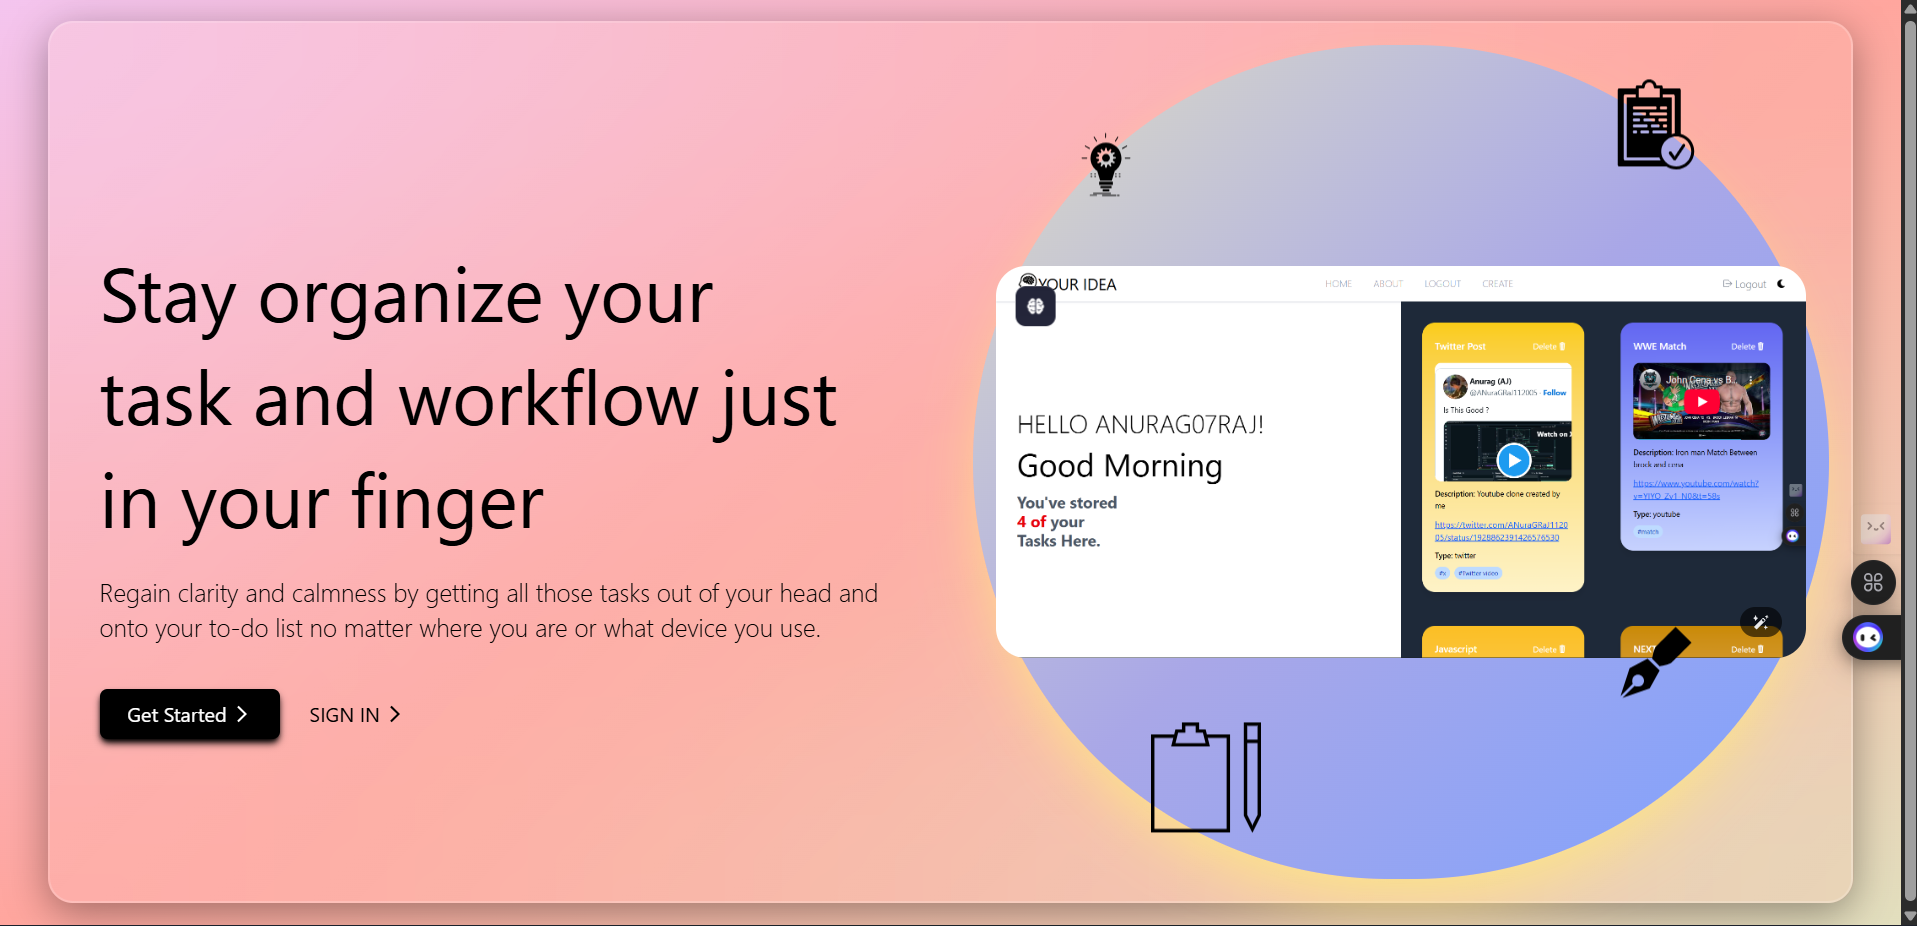 Stay organize your
task and workflow just
in your finger
Regain clarity and calmness by getting all those tasks out of your head and
onto your to-do list no matter where you are or what device you use.
Get Started
SIGN IN
YOUR IDEA
HOME ABOUT LOGOUT CREATE
Logout
HELLO ANURAG07RAJ!
Good Morning
You've stored
4 of your
Tasks Here.
Twitter Post Delete
Anurag (AJ)
@ANuraGRaJ112005 · Follow
Is This Good ?
Watch on X
Description: Youtube clone created by
me
https://twitter.com/ANuraGRaJ1120
05/status/1928862391426576530
Type: twitter
#x #Twitter video
WWE Match Delete
John Cena vs B...
Description: Iron man Match Between
brock and cena
https://www.youtube.com/watch?
Type: youtube
#match
Javascript Delete
Delete